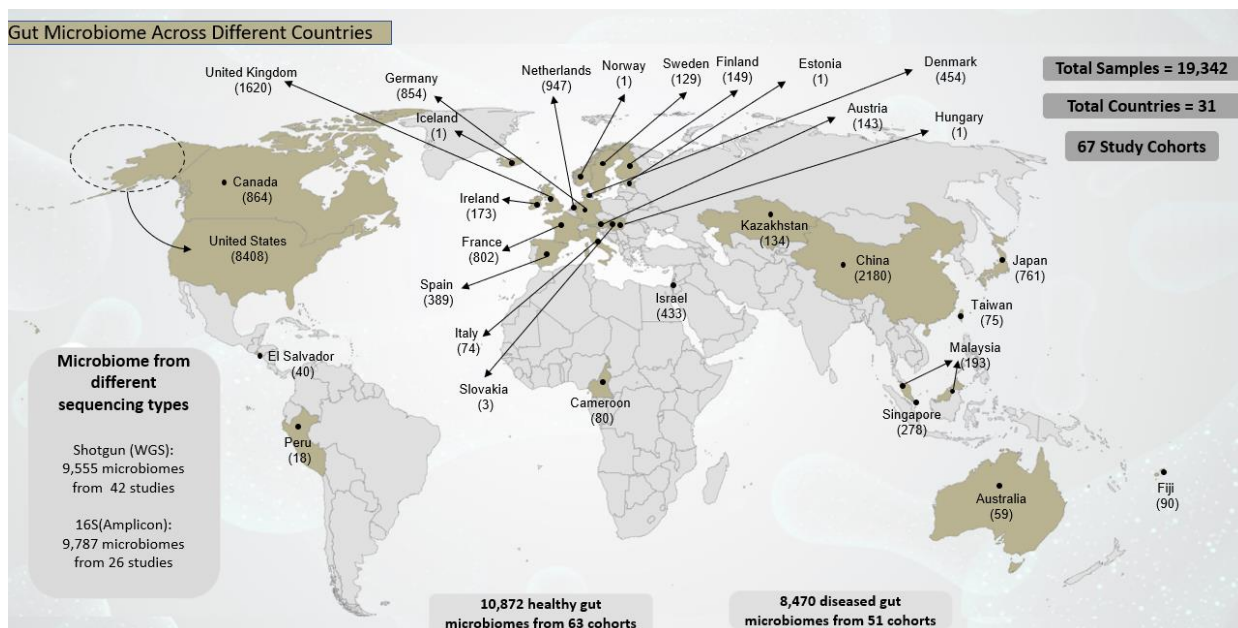 Gut Microbiome Across Different Countries
United Kingdom
(1620)
Germany
(854)
Iceland
(1)
Netherlands
(947)
Norway
(1)
Sweden
(129)
Finland
(149)
Estonia
(1)
Denmark
(454)
Austria
(143)
Hungary
(1)
Total Samples = 19,342
Total Countries = 31
67 Study Cohorts
Canada
(864)
United States
(8408)
Ireland
(173)
France
(802)
Spain
(389)
Italy
(74)
Slovakia
(3)
Israel
(433)
Kazakhstan
(134)
China
(2180)
Japan
(761)
Taiwan
(75)
Malaysia
(193)
Singapore
(278)
El Salvador
(40)
Peru
(18)
Cameroon
(80)
Australia
(59)
Fiji
(90)
Microbiome from
different
sequencing types
Shotgun (WGS):
9,555 microbiomes
from 42 studies
16S(Amplicon):
9,787 microbiomes
from 26 studies
10,872 healthy gut
microbiomes from 63 cohorts
8,470 diseased gut
microbiomes from 51 cohorts